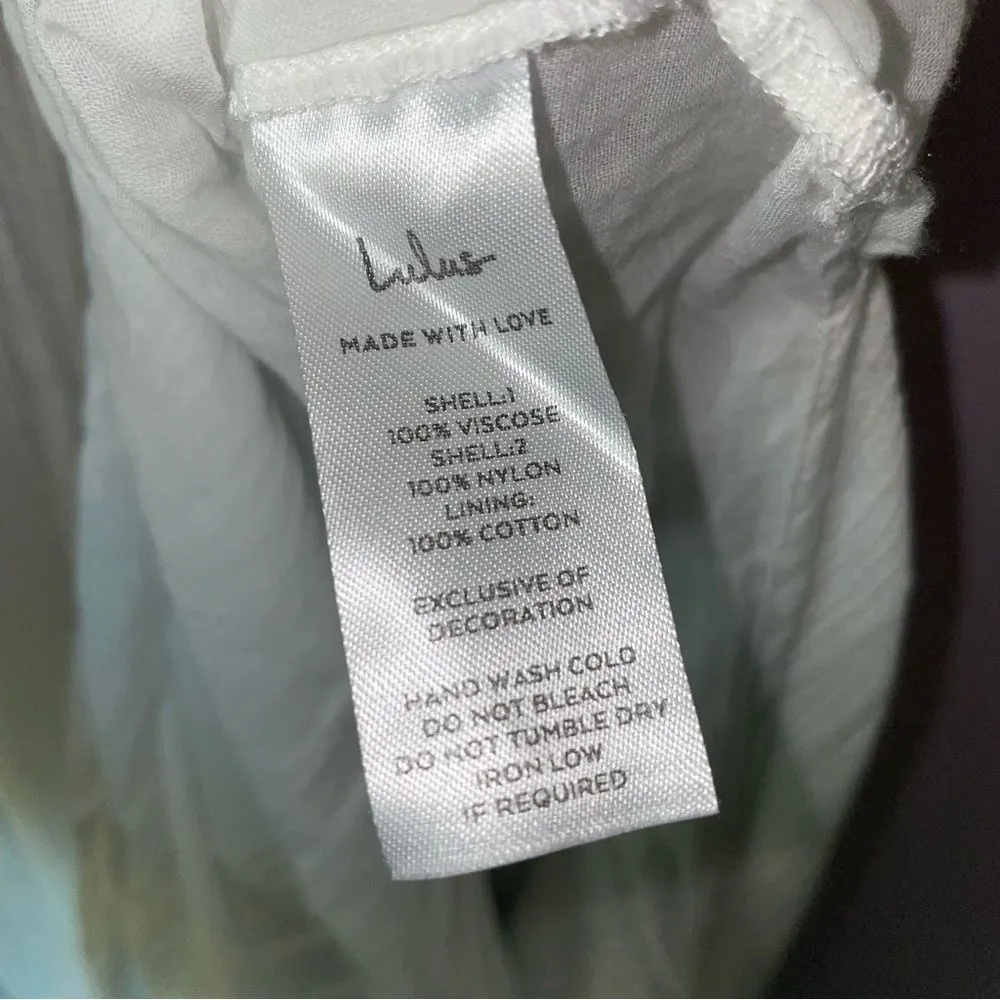 Lulus
MADE WITH LOVE
SHELL:1
100% VISCOSE
SHELL:2
100% NYLON
LINING:
100% COTTON
EXCLUSIVE OF
DECORATION
HAND WASH COLD
DO NOT BLEACH
DO NOT TUMBLE DRY
IRON LOW
IF REQUIRED